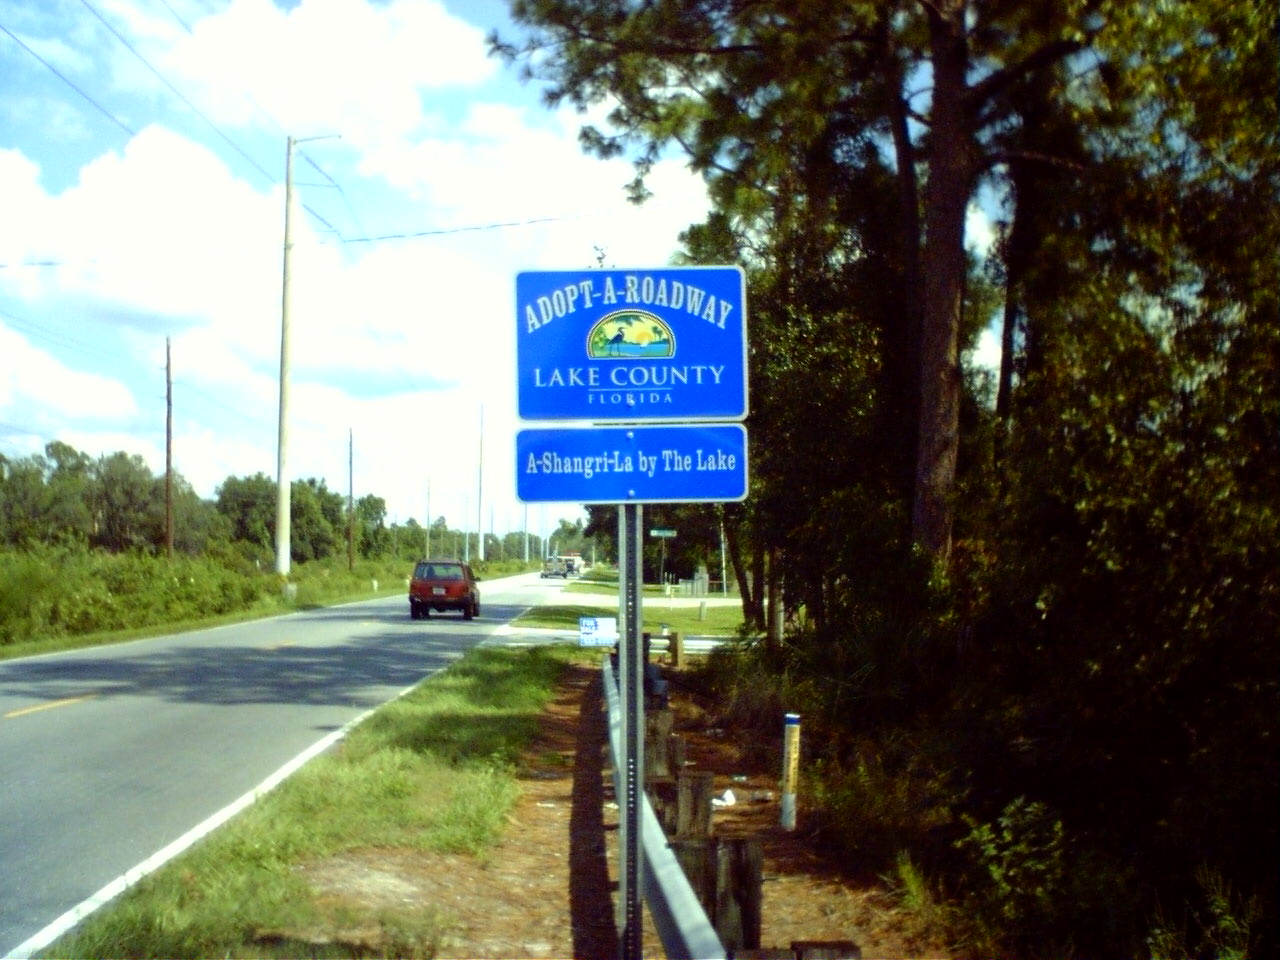 ADOPT-A-ROADWAY
LAKE COUNTY
FLORIDA
A-Shangri-La by The Lake